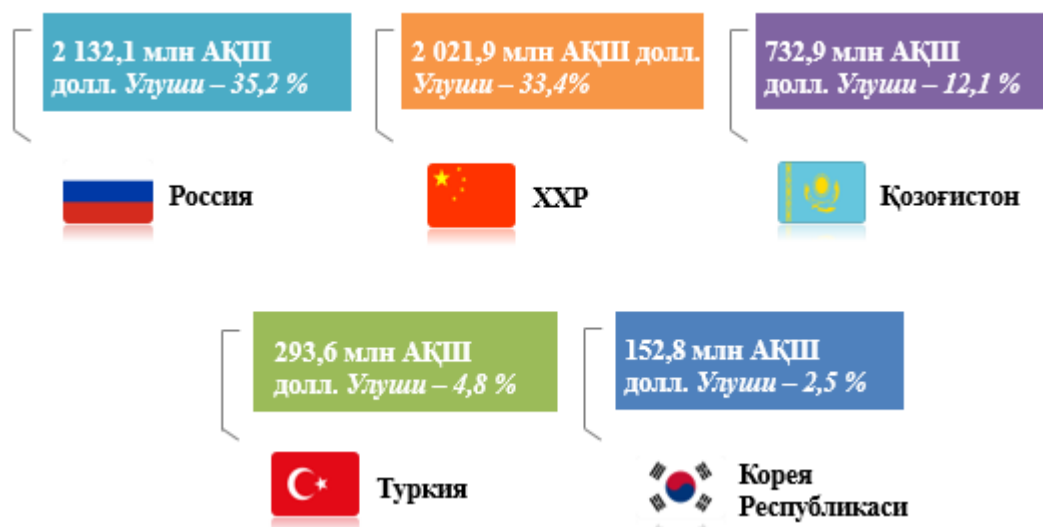 2 132,1 млн АҚШ
долл. Улуши – 35,2 %
Россия
2 021,9 млн АҚШ долл.
Улуши – 33,4%
ХХР
732,9 млн АҚШ
долл. Улуши – 12,1 %
Қозоғистон
293,6 млн АҚШ
долл. Улуши – 4,8 %
Туркия
152,8 млн АҚШ
долл. Улуши – 2,5 %
Корея
Республикаси